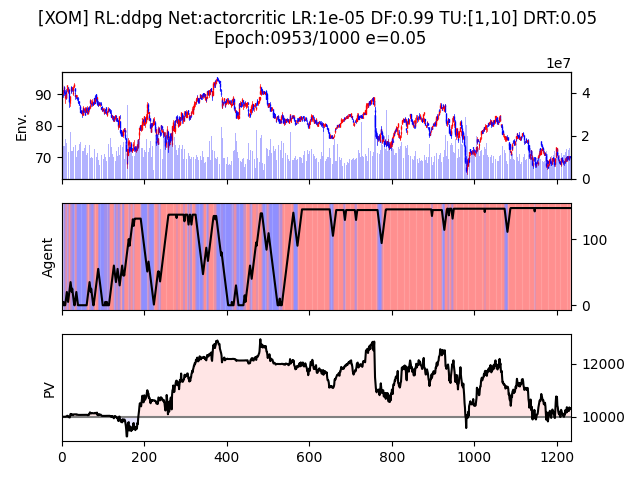 [XOM] RL:ddpg Net:actorcritic LR:1e-05 DF:0.99 TU:[1,10] DRT:0.05
Epoch:0953/1000 e=0.05
1e7
90
80
70
Env.
4
2
0
Agent
100
0
PV
12000
10000
0 200 400 600 800 1000 1200